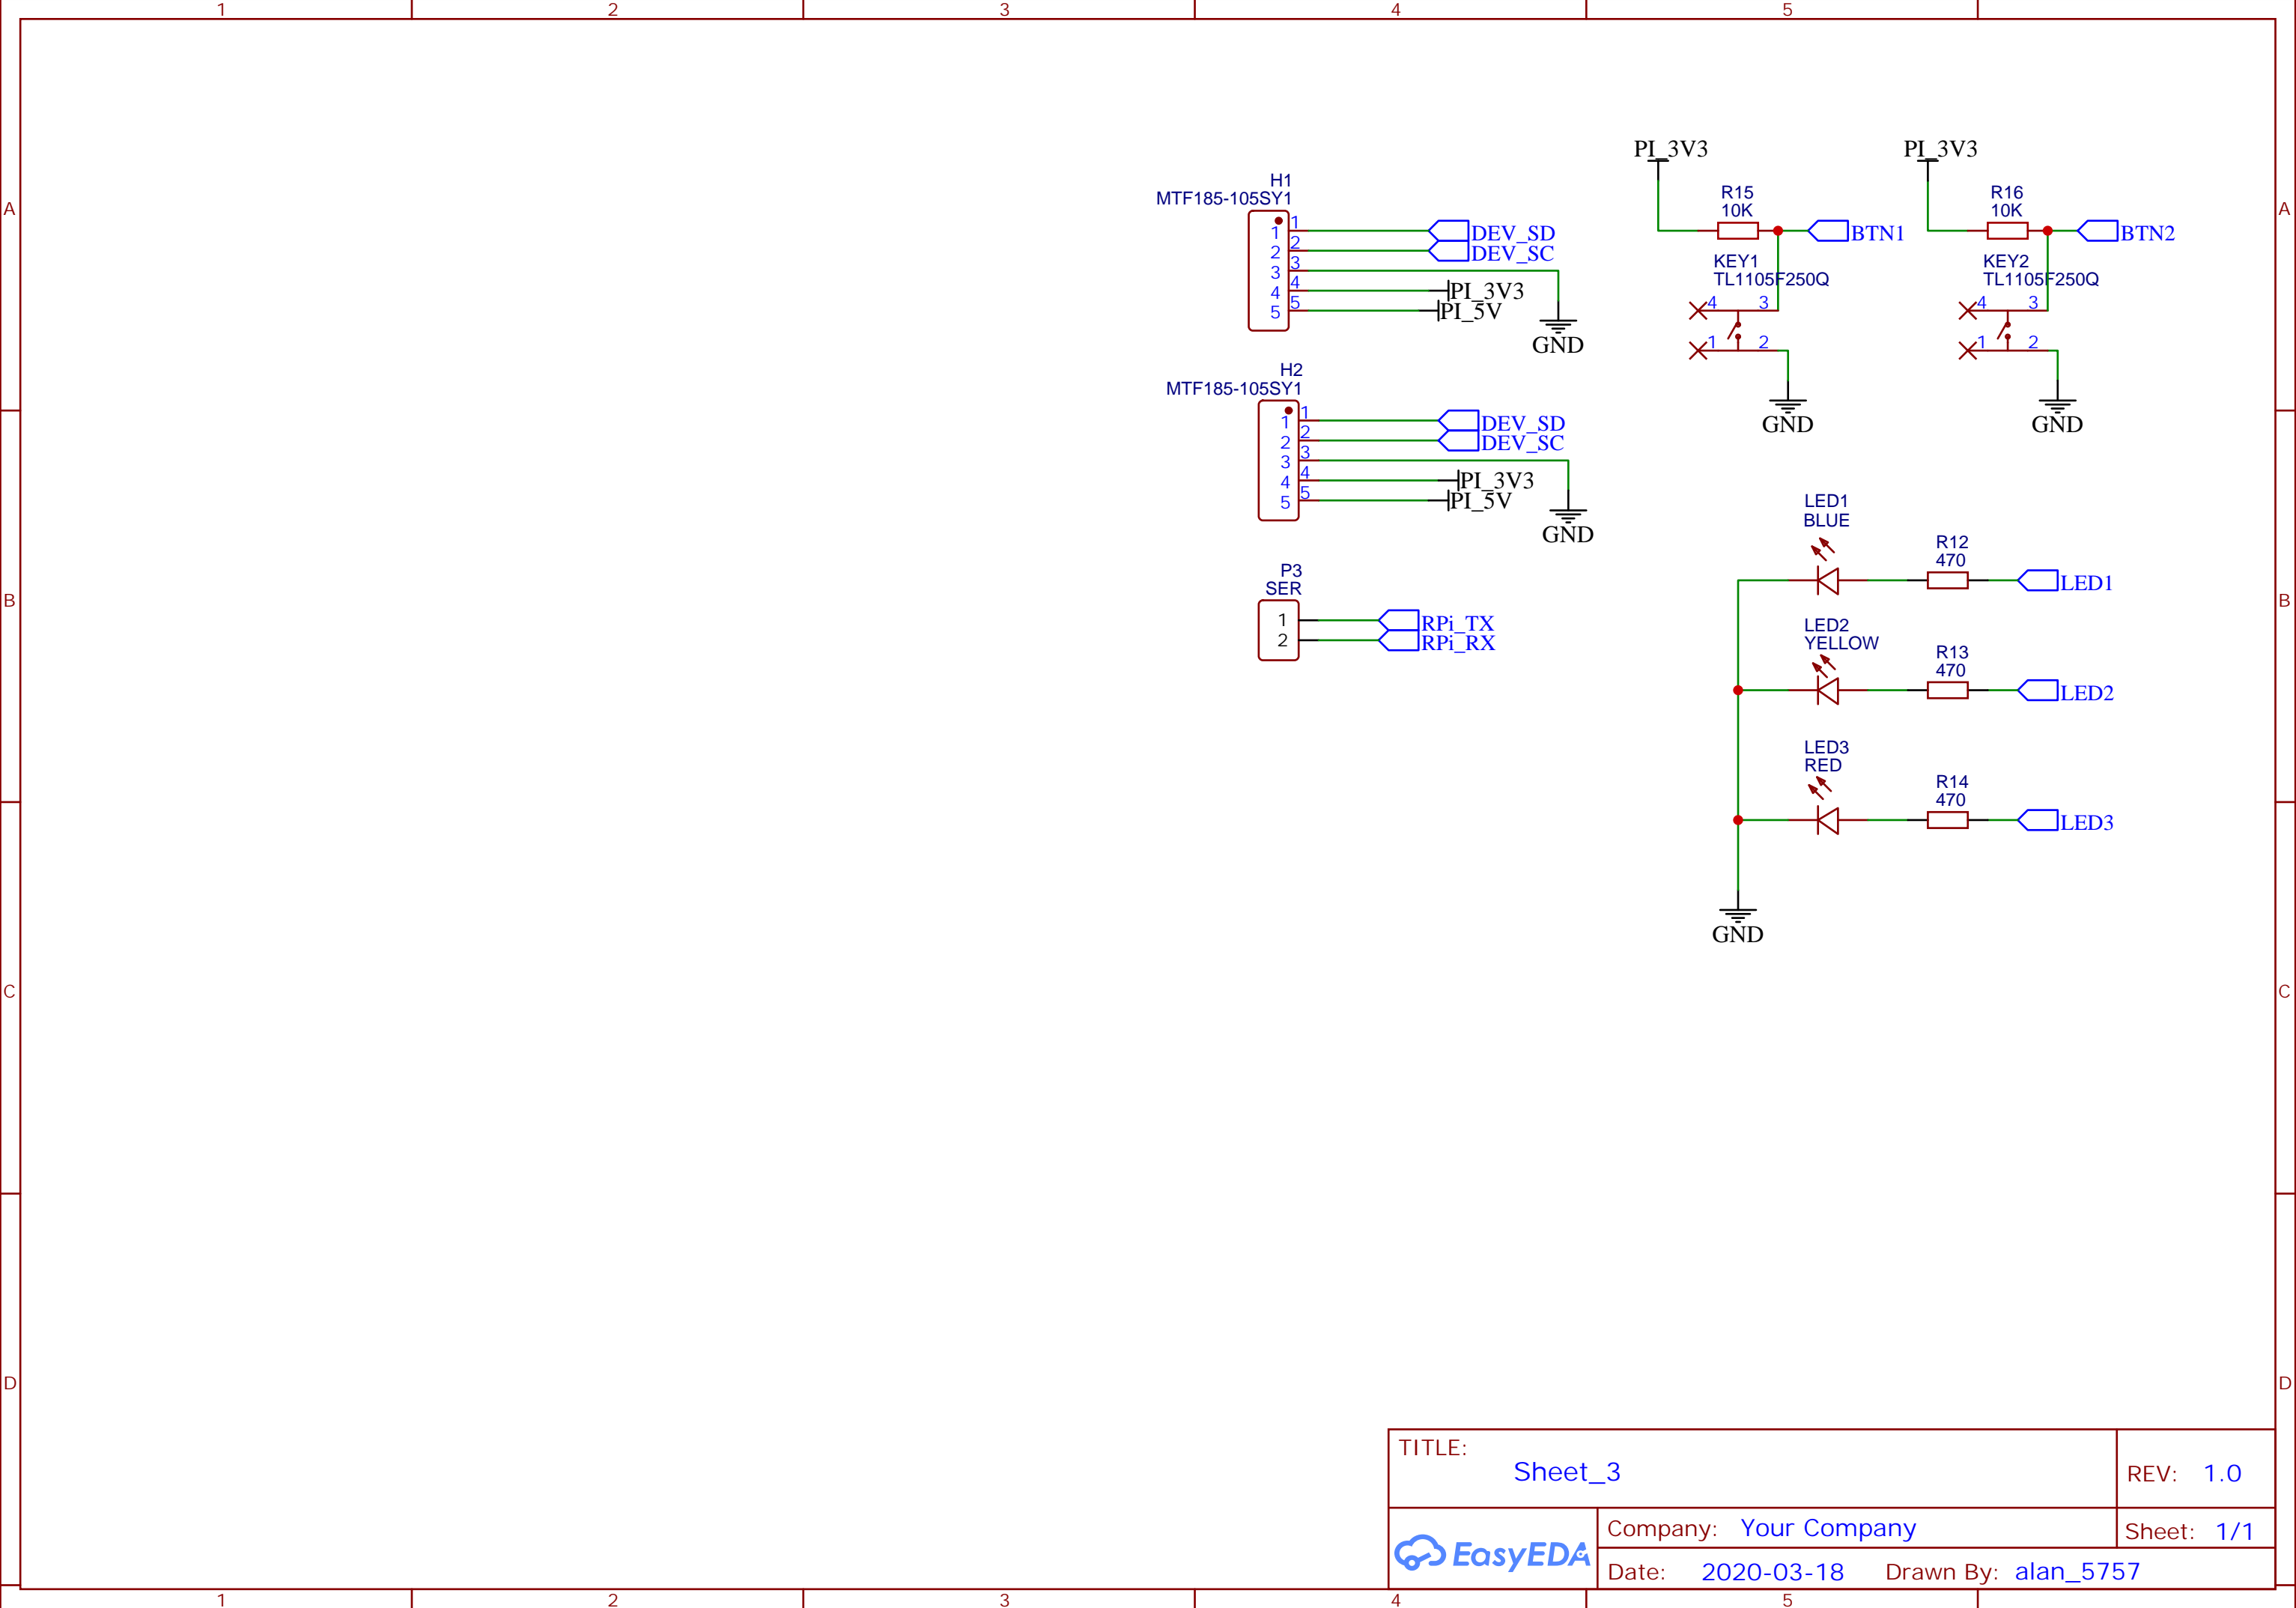 1 2 3 4 5
A A
B B
C C
D D
H1
MTF185-105SY1
1 1 DEV_SD
2 2 DEV_SC
3 3
4 4 PI_3V3
5 5 PI_5V
GND
H2
MTF185-105SY1
1 1 DEV_SD
2 2 DEV_SC
3 3
4 4 PI_3V3
5 5 PI_5V
GND
P3
SER
1 RPi_TX
2 RPi_RX
PI_3V3
R15
10K
BTN1
KEY1
TL1105F250Q
4 3
1 2
GND
PI_3V3
R16
10K
BTN2
KEY2
TL1105F250Q
4 3
1 2
GND
LED1
BLUE
R12
470
LED1
LED2
YELLOW
R13
470
LED2
LED3
RED
R14
470
LED3
GND
TITLE:
Sheet_3
REV: 1.0
EasyEDA
Company: Your Company
Sheet: 1/1
Date: 2020-03-18 Drawn By: alan_5757
1 2 3 4 5